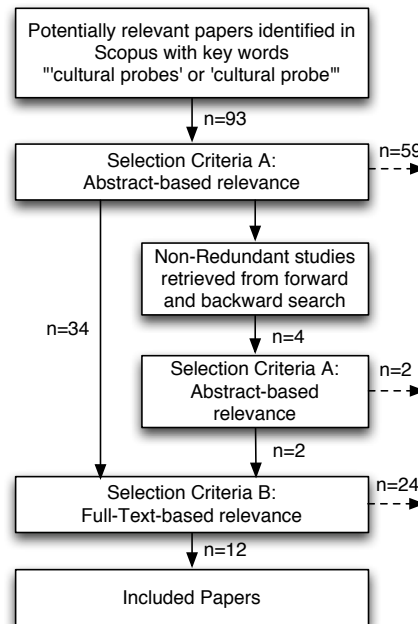 Potentially relevant papers identified in
Scopus with key words
"'cultural probes' or 'cultural probe'"
n=93
Selection Criteria A:
Abstract-based relevance
n=59
Non-Redundant studies
retrieved from forward
and backward search
n=34
n=4
Selection Criteria A:
Abstract-based
relevance
n=2
n=2
Selection Criteria B:
Full-Text-based relevance
n=24
n=12
Included Papers